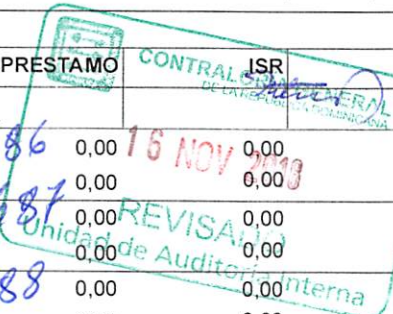 PRESTAMO ISR
CONTRALORIA GENERAL
DE LA REPUBLICA DOMINICANA
86 0,00 16 NOV 2018 0,00
0,00 0,00
87 0,00 REVISADO 0,00
0,00 Unidad de Auditoría Interna 0,00
88 0,00 0,00